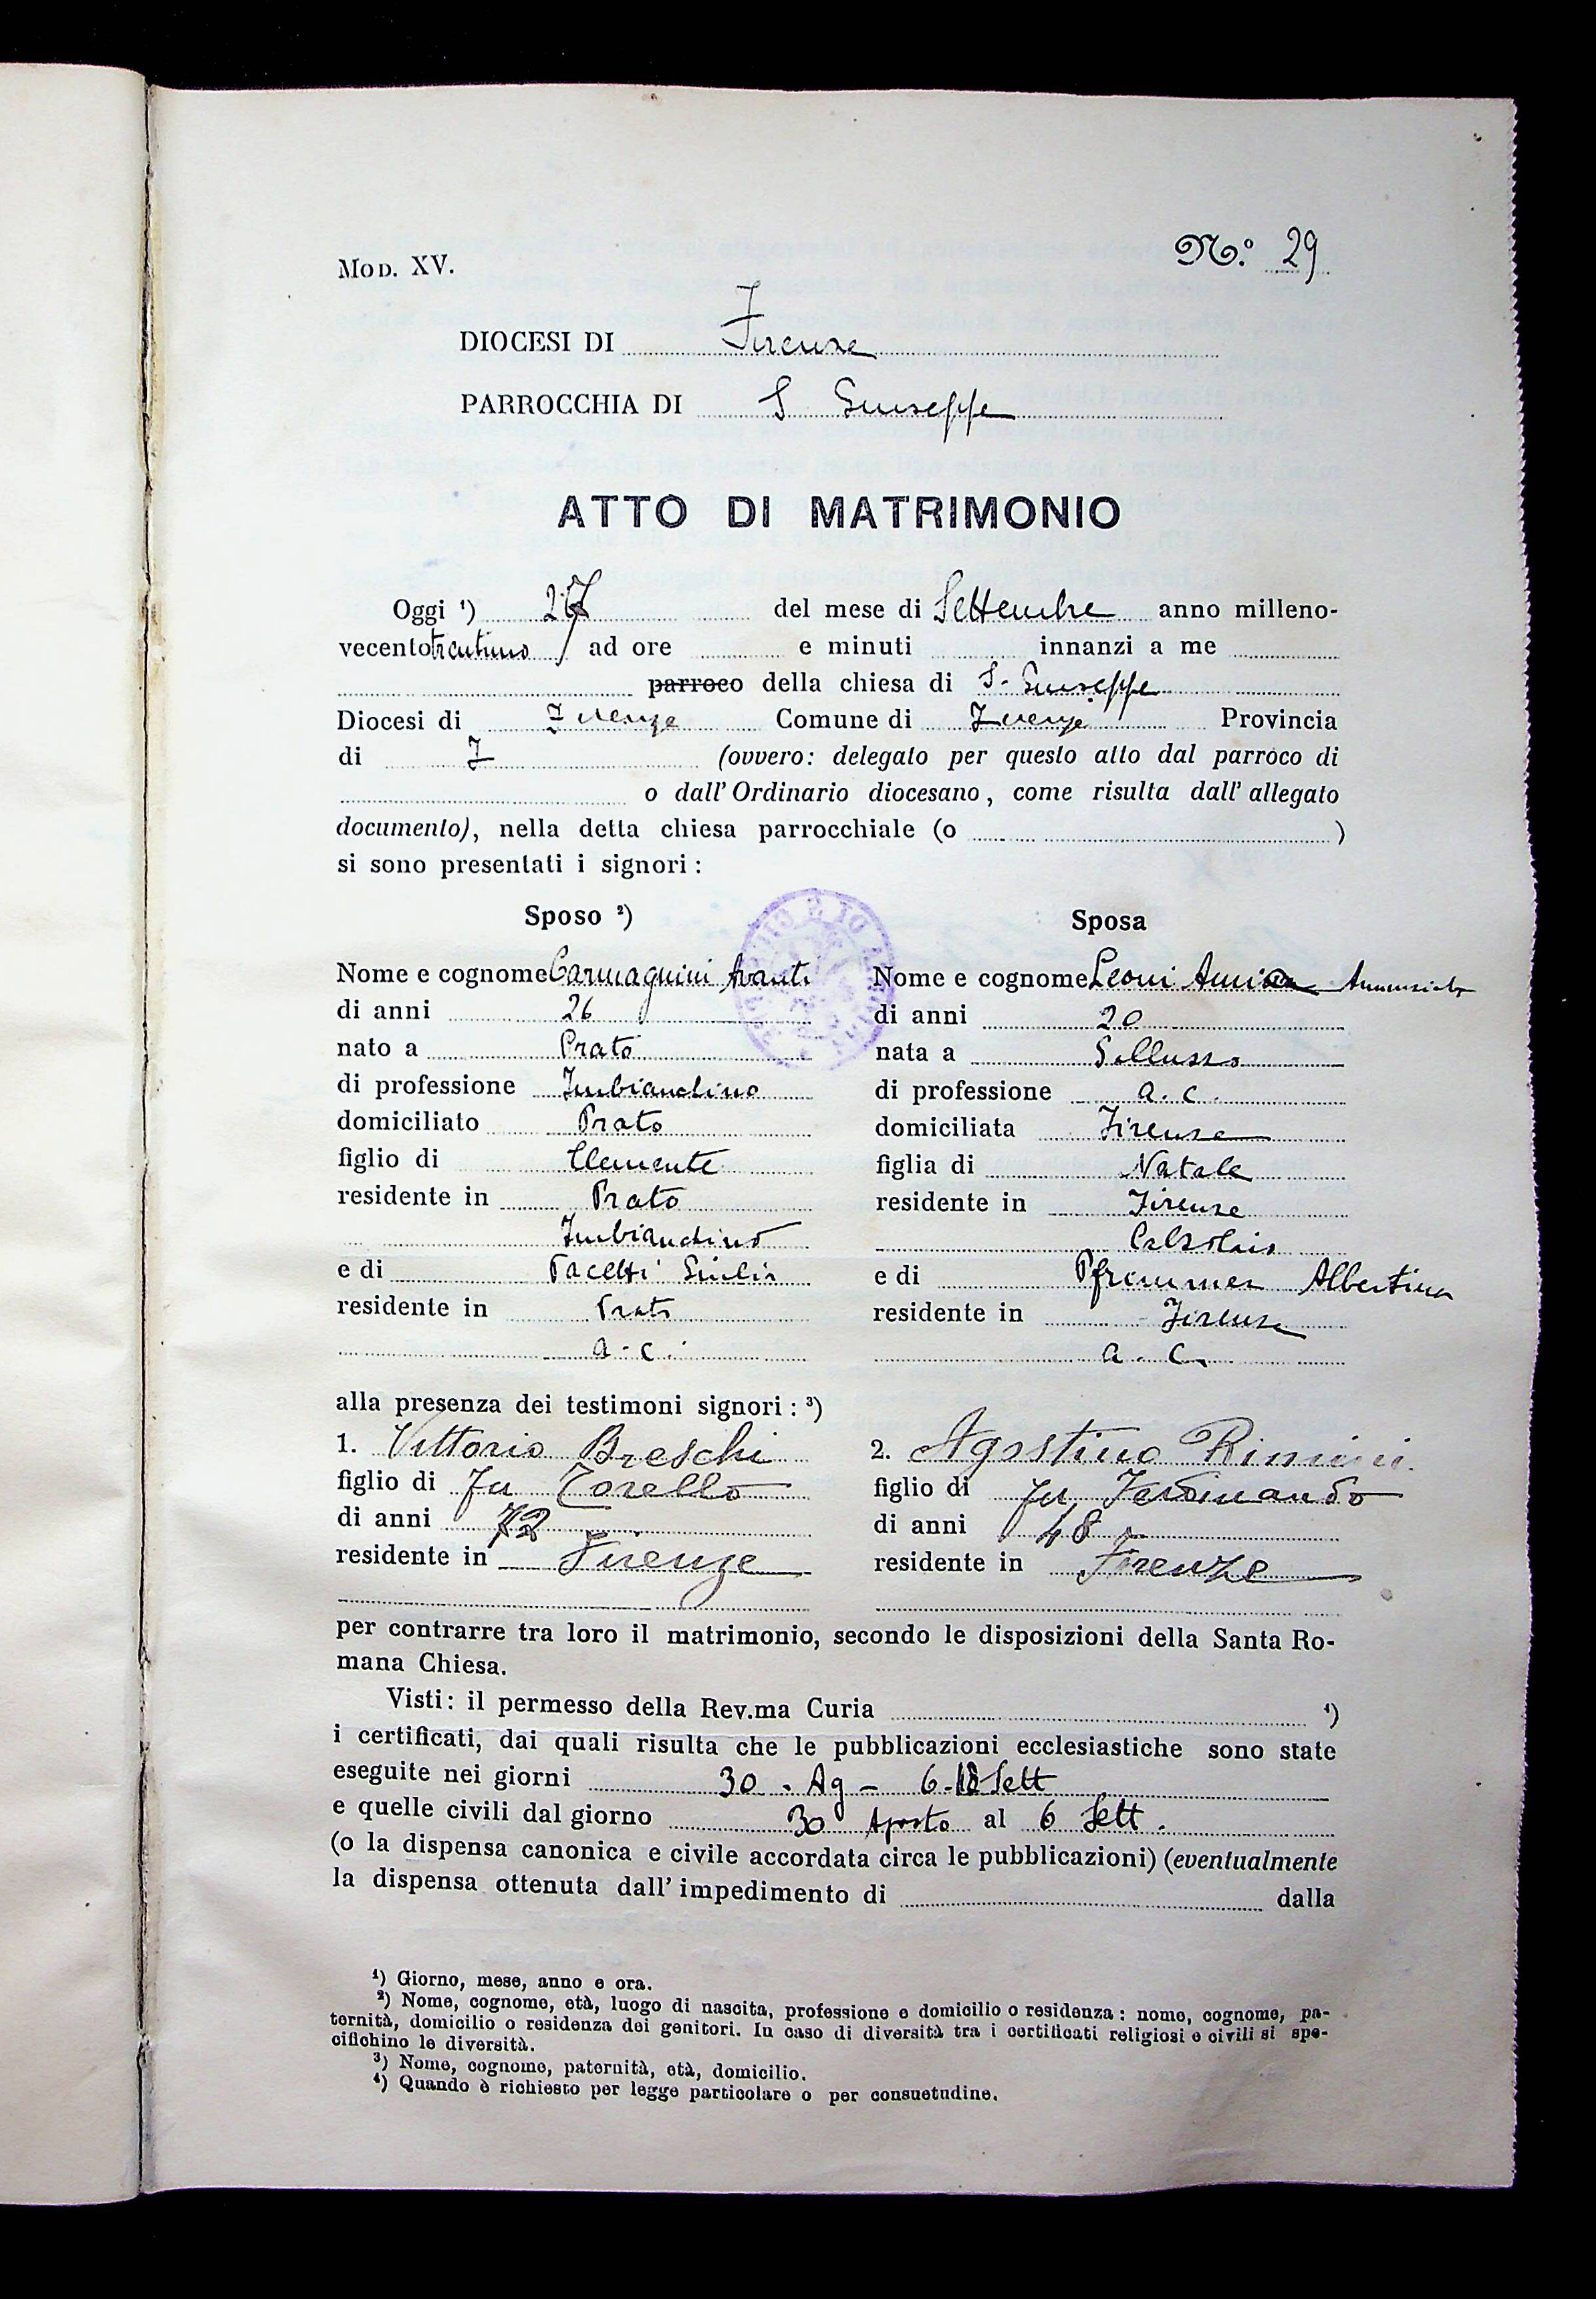 Mod. XV.
N.º 29
DIOCESI DI Firenze
PARROCCHIA DI S Giuseppe
ATTO DI MATRIMONIO
Oggi ¹) 27 del mese di Settembre anno milleno-
vecentotrentuno ad ore e minuti innanzi a me
parroco della chiesa di S. Giuseppe
Diocesi di Firenze Comune di Firenze Provincia
di F (ovvero: delegato per questo atto dal parroco di
o dall' Ordinario diocesano, come risulta dall' allegato
documento), nella detta chiesa parrocchiale (o )
si sono presentati i signori :
Sposo ²)
Nome e cognome Carmagnini Avanti
di anni 26
nato a Prato
di professione Imbianchino
domiciliato Prato
figlio di Clemente
residente in Prato
Imbianchino
e di Pacetti Giulia
residente in Prato
a. c.
Sposa
Nome e cognome Leoni Annunziata
di anni 20
nata a
di professione a. c.
domiciliata Firenze
figlia di Natale
residente in Firenze
Calzolaio
e di Pfrommer Albertina
residente in Firenze
a. c.
alla presenza dei testimoni signori : ³)
1. Vittorio Breschi
figlio di fu Torello
di anni 72
residente in Firenze
2. Agostino Rimini
figlio di fu Ferdinando
di anni 48
residente in Firenze
per contrarre tra loro il matrimonio, secondo le disposizioni della Santa Ro-
mana Chiesa.
Visti: il permesso della Rev.ma Curia ⁴)
i certificati, dai quali risulta che le pubblicazioni ecclesiastiche sono state
eseguite nei giorni 30 . Ag - 6 - Sett
e quelle civili dal giorno 30 Agosto al 6 Sett.
(o la dispensa canonica e civile accordata circa le pubblicazioni) (eventualmente
la dispensa ottenuta dall' impedimento di dalla
¹) Giorno, mese, anno e ora.
²) Nome, cognome, età, luogo di nascita, professione e domicilio o residenza : nome, cognome, pa-
ternità, domicilio o residenza dei genitori. In caso di diversità tra i certificati religiosi e civili si spe-
cifichino le diversità.
³) Nome, cognome, paternità, età, domicilio.
⁴) Quando è richiesto per legge particolare o per consuetudine.